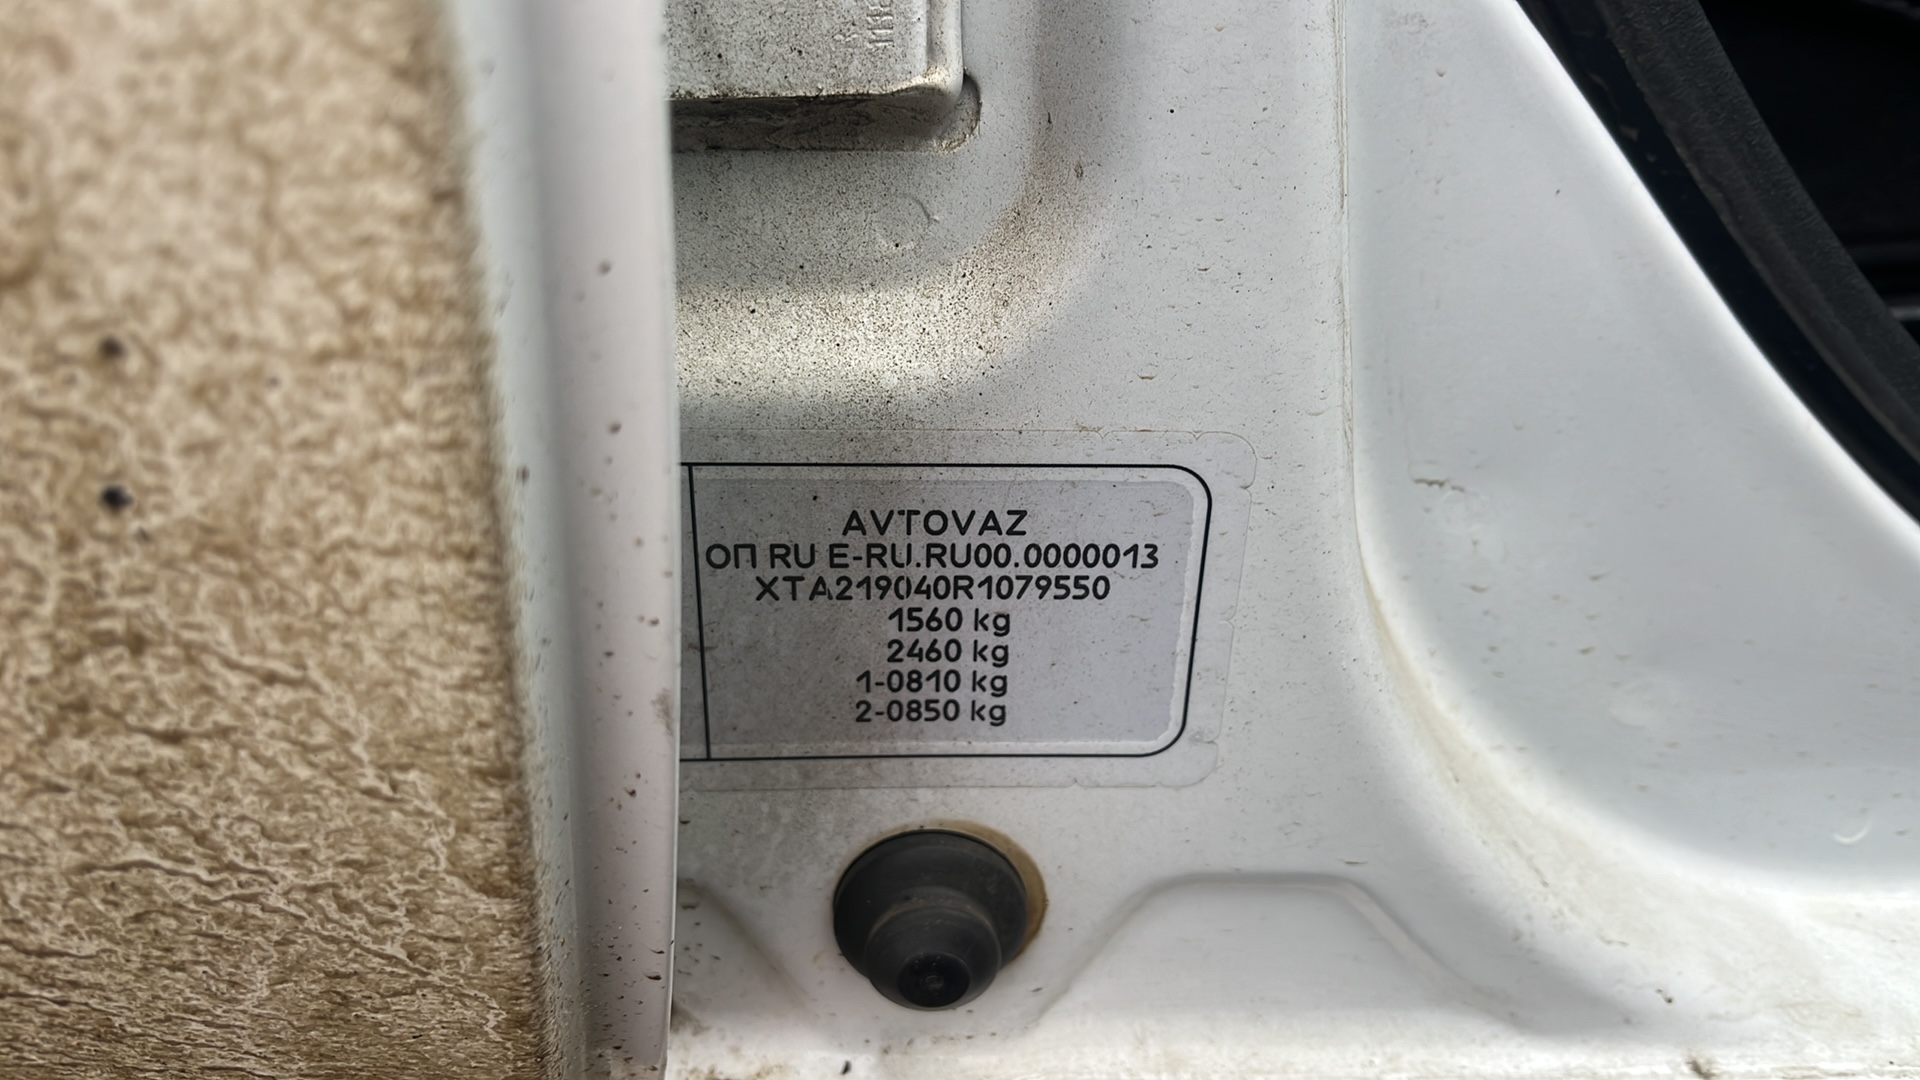 AVTOVAZ
ОП RU E-RU.RU00.0000013
XTA219040R1079550
1560 kg
2460 kg
1-0810 kg
2-0850 kg